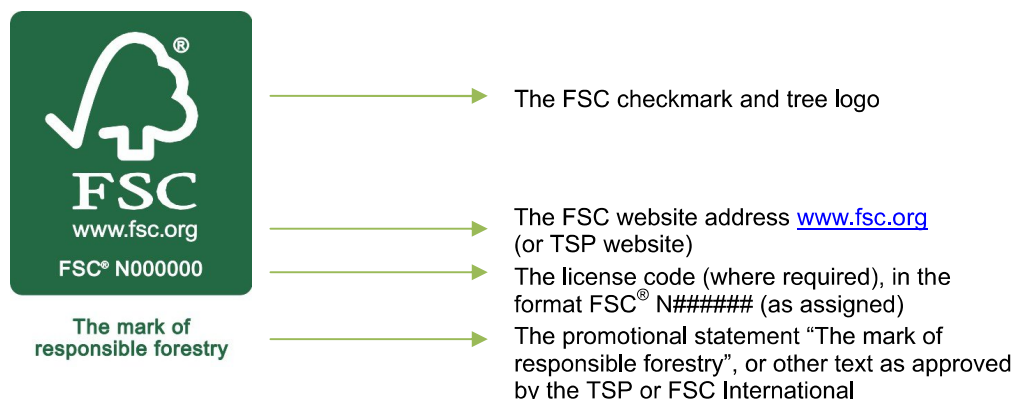 ®
The FSC checkmark and tree logo
FSC
www.fsc.org
FSC® N000000
The mark of
responsible forestry
The FSC website address www.fsc.org
(or TSP website)
The license code (where required), in the
format FSC® N###### (as assigned)
The promotional statement “The mark of
responsible forestry”, or other text as approved
by the TSP or FSC International